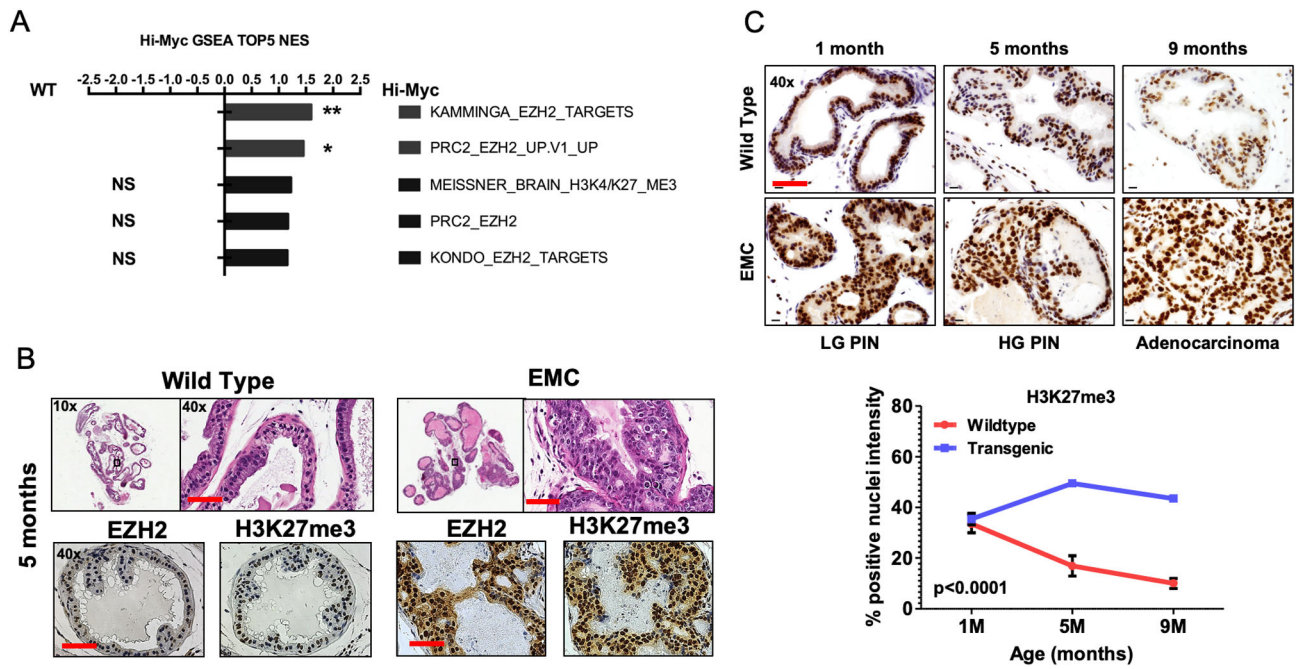 A
Hi-Myc GSEA TOP5 NES
-2.5 -2.0 -1.5 -1.0 -0.5 0.0 0.5 1.0 1.5 2.0 2.5
WT
Hi-Myc
** KAMMINGA_EZH2_TARGETS
* PRC2_EZH2_UP.V1_UP
NS MEISSNER_BRAIN_H3K4/K27_ME3
NS PRC2_EZH2
NS KONDO_EZH2_TARGETS
B
Wild Type EMC
10x 40x
5 months
EZH2 H3K27me3 EZH2 H3K27me3
40x
C
1 month 5 months 9 months
Wild Type
40x
EMC
LG PIN HG PIN Adenocarcinoma
H3K27me3
Wildtype
Transgenic
% positive nuclei intensity
80
60
40
20
0
p<0.0001
1M 5M 9M
Age (months)